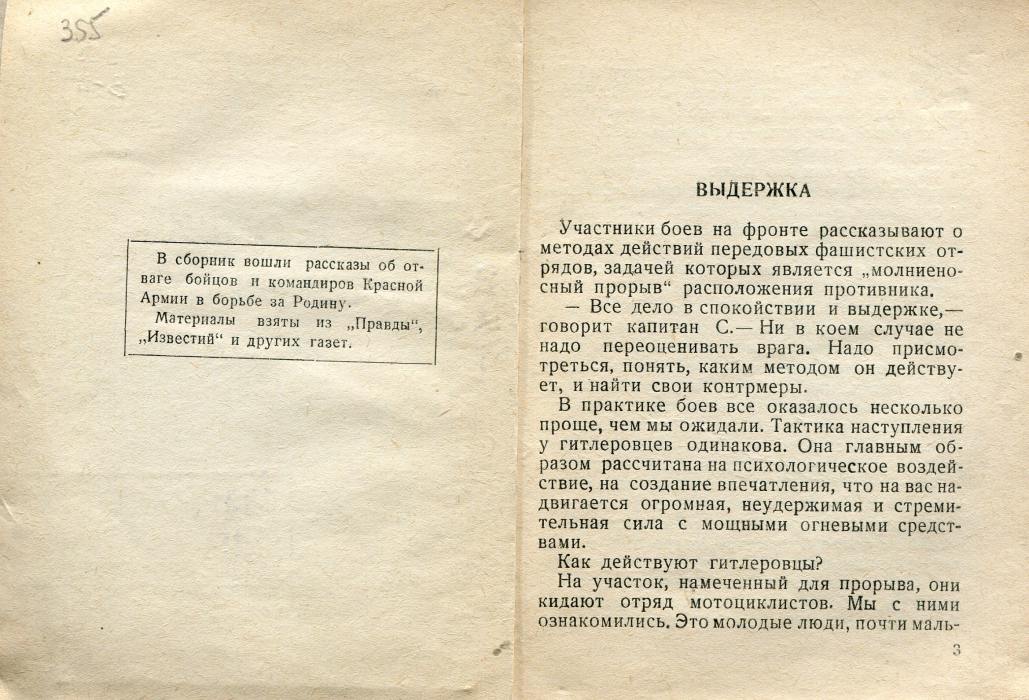 355
В сборник вошли рассказы об от-
ваге бойцов и командиров Красной
Армии в борьбе за Родину.
Материалы взяты из „Правды“,
„Известий“ и других газет.
ВЫДЕРЖКА
Участники боев на фронте рассказывают о
методах действий передовых фашистских от-
рядов, задачей которых является „молниено-
сный прорыв“ расположения противника.
— Все дело в спокойствии и выдержке,—
говорит капитан С.— Ни в коем случае не
надо переоценивать врага. Надо присмо-
треться, понять, каким методом он действу-
ет, и найти свои контрмеры.
В практике боев все оказалось несколько
проще, чем мы ожидали. Тактика наступления
у гитлеровцев одинакова. Она главным об-
разом рассчитана на психологическое воздей-
ствие, на создание впечатления, что на вас на-
двигается огромная, неудержимая и стреми-
тельная сила с мощными огневыми средст-
вами.
Как действуют гитлеровцы?
На участок, намеченный для прорыва, они
кидают отряд мотоциклистов. Мы с ними
ознакомились. Это молодые люди, почти маль-
3